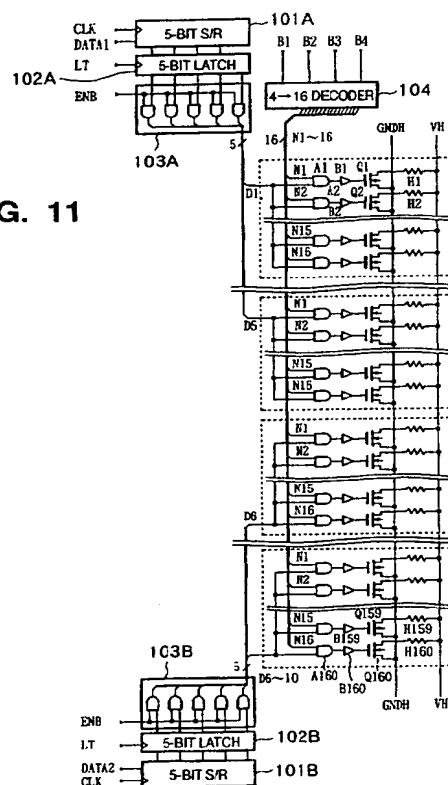 101A
CLK
DATA1
5-BIT S/R
102A
LT
5-BIT LATCH
ENB
103A
5
B1 B2 B3 B4
4→16 DECODER
104
16
N1~16
GNDH
VH
FIG. 11
D1
N1 A1 B1 Q1
H1
N2 A2 Q2
B2
H2
N15
N16
D5
N1
N2
N15
N16
N1
N2
N15
N16
D6
N1
N2
N15 Q159
B159 H159
N16 H160
A160 B160 Q160
D6~10
GNDH
VH
103B
5
ENB
LT
5-BIT LATCH
102B
DATA2
CLK
5-BIT S/R
101B